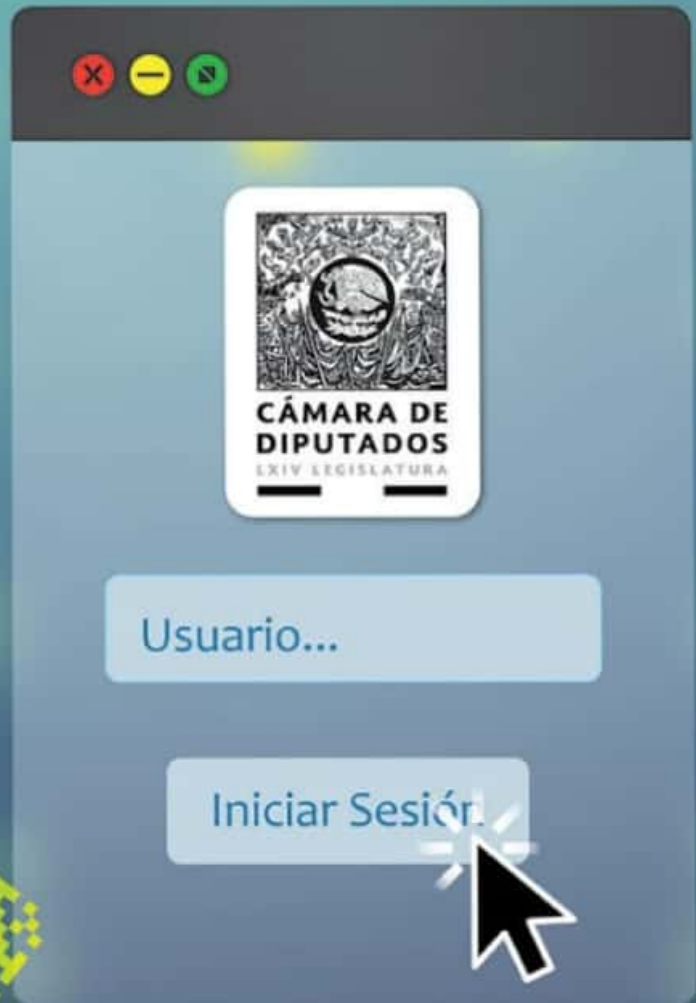 CÁMARA DE
DIPUTADOS
LXIV LEGISLATURA
Usuario...
Iniciar Sesión